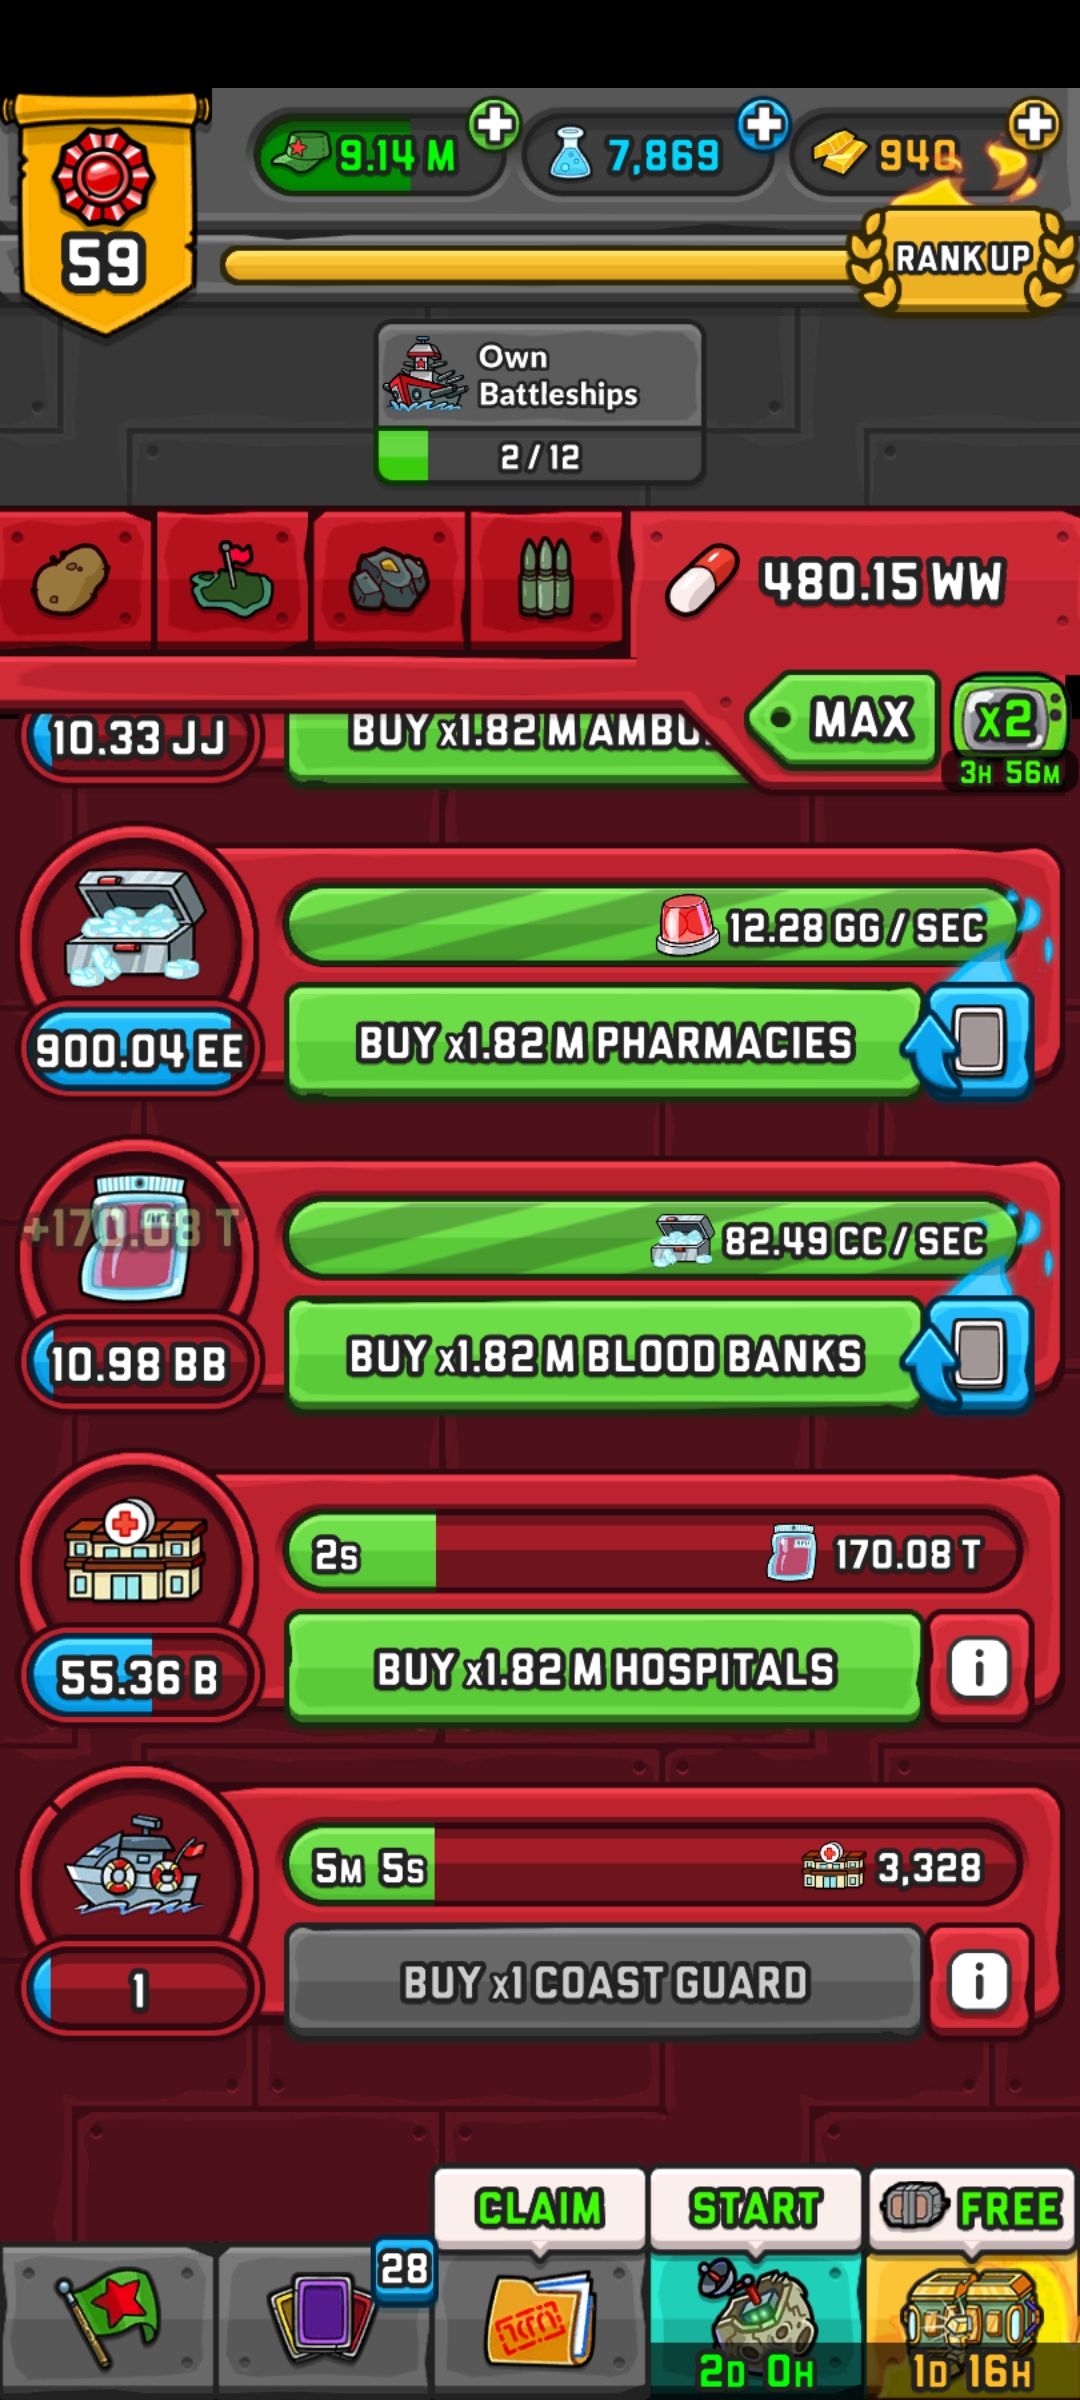 59
9.14 M
7,869
940
RANK UP
Own
Battleships
2 / 12
480.15 WW
MAX
x2
3H 56M
10.33 JJ
BUY x1.82 M AMBU
12.28 GG / SEC
900.04 EE
BUY x1.82 M PHARMACIES
+170.08 T
82.49 CC / SEC
10.98 BB
BUY x1.82 M BLOOD BANKS
2S
170.08 T
55.36 B
BUY x1.82 M HOSPITALS
i
5M 5S
3,328
1
BUY x1 COAST GUARD
i
CLAIM
START
FREE
28
2D 0H
1D 16H